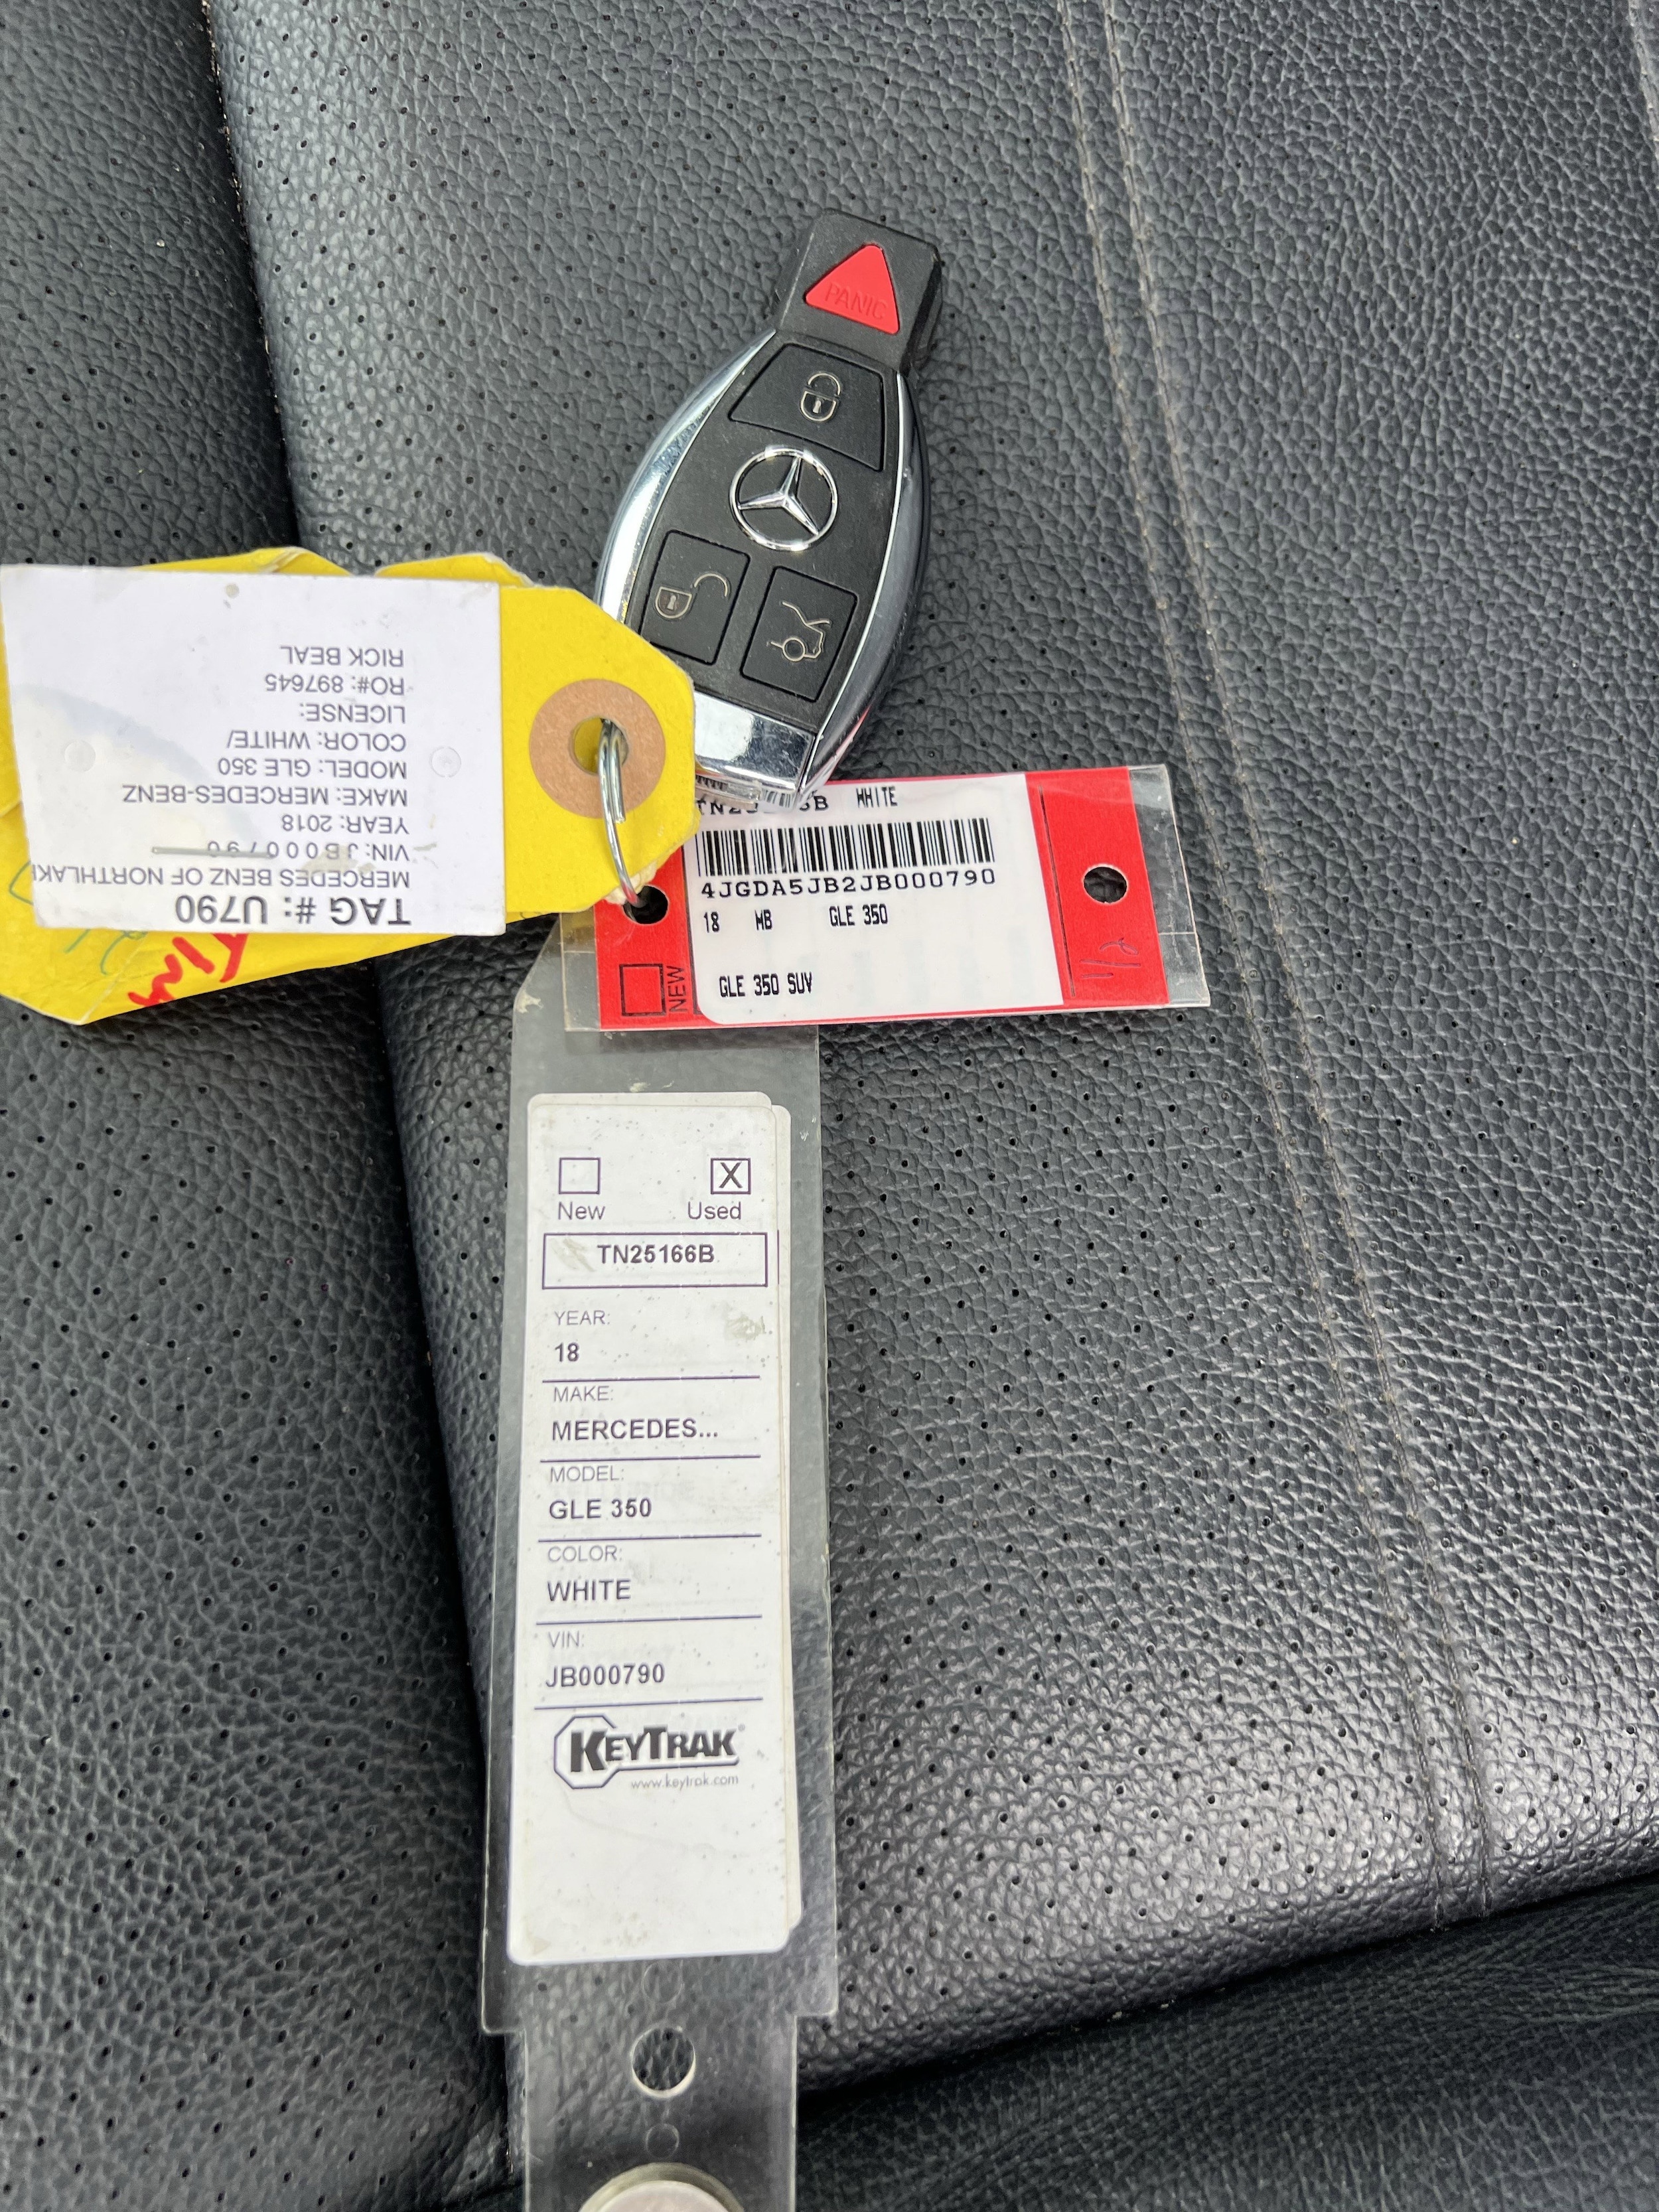 PANIC
TAG #: U790
MERCEDES BENZ OF NORTHLAK
VIN: JB000790
YEAR: 2018
MAKE: MERCEDES-BENZ
MODEL: GLE 350
COLOR: WHITE/
LICENSE:
RO#: 897645
RICK BEAL
WHITE
4JGDA5JB2JB000790
18 MB GLE 350
GLE 350 SUV
NEW
New Used
X
TN25166B
YEAR:
18
MAKE:
MERCEDES...
MODEL:
GLE 350
COLOR:
WHITE
VIN:
JB000790
KEYTRAK
www.keytrak.com